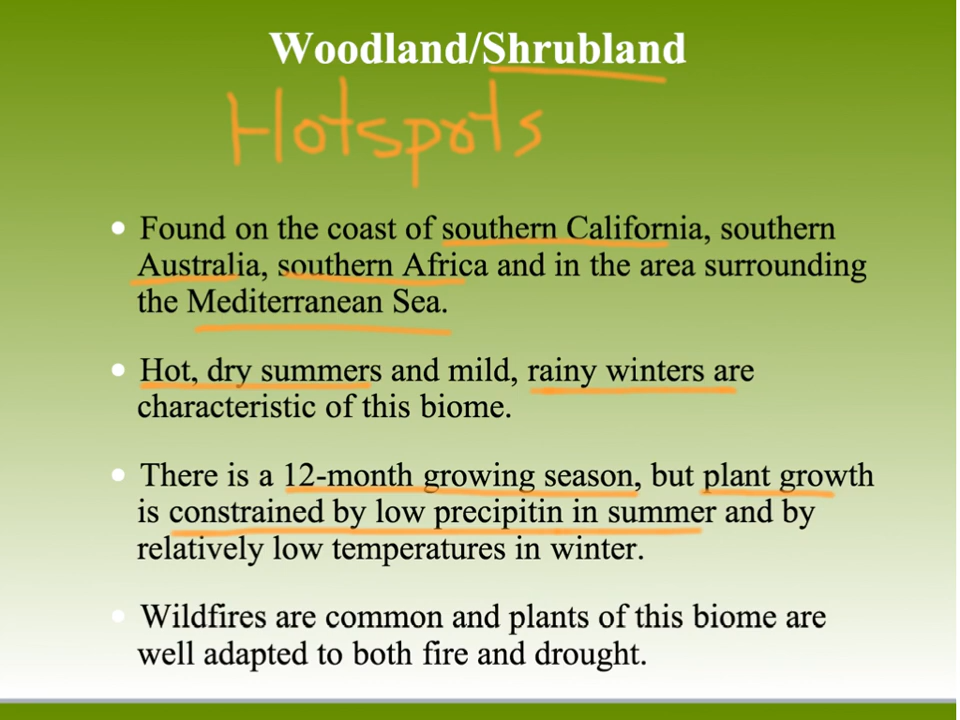 Woodland/Shrubland
Hotspots
• Found on the coast of southern California, southern
Australia, southern Africa and in the area surrounding
the Mediterranean Sea.
• Hot, dry summers and mild, rainy winters are
characteristic of this biome.
• There is a 12-month growing season, but plant growth
is constrained by low precipitin in summer and by
relatively low temperatures in winter.
• Wildfires are common and plants of this biome are
well adapted to both fire and drought.